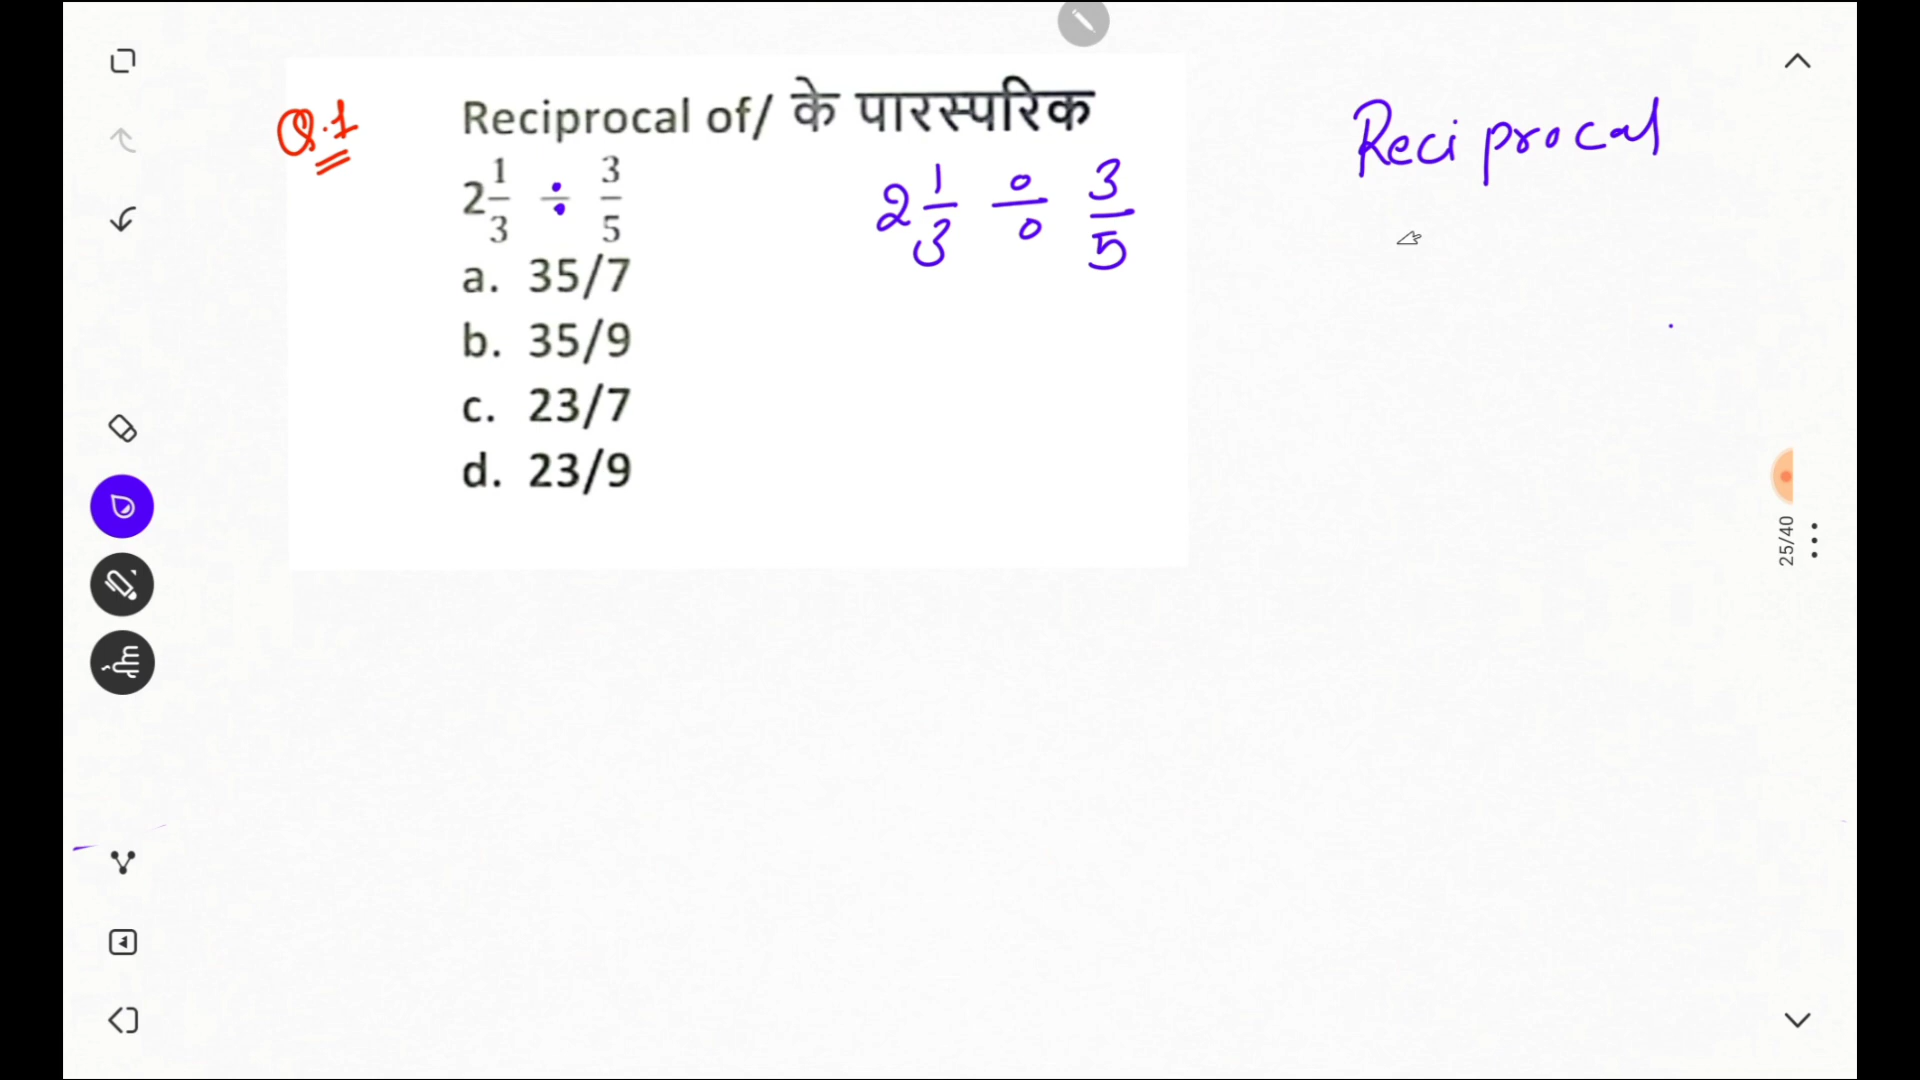 Q.1
Reciprocal of/ के पारस्परिक
2 1/3 ÷ 3/5
a. 35/7
b. 35/9
c. 23/7
d. 23/9
2 1/3 ÷ 3/5
Reciprocal
25/40